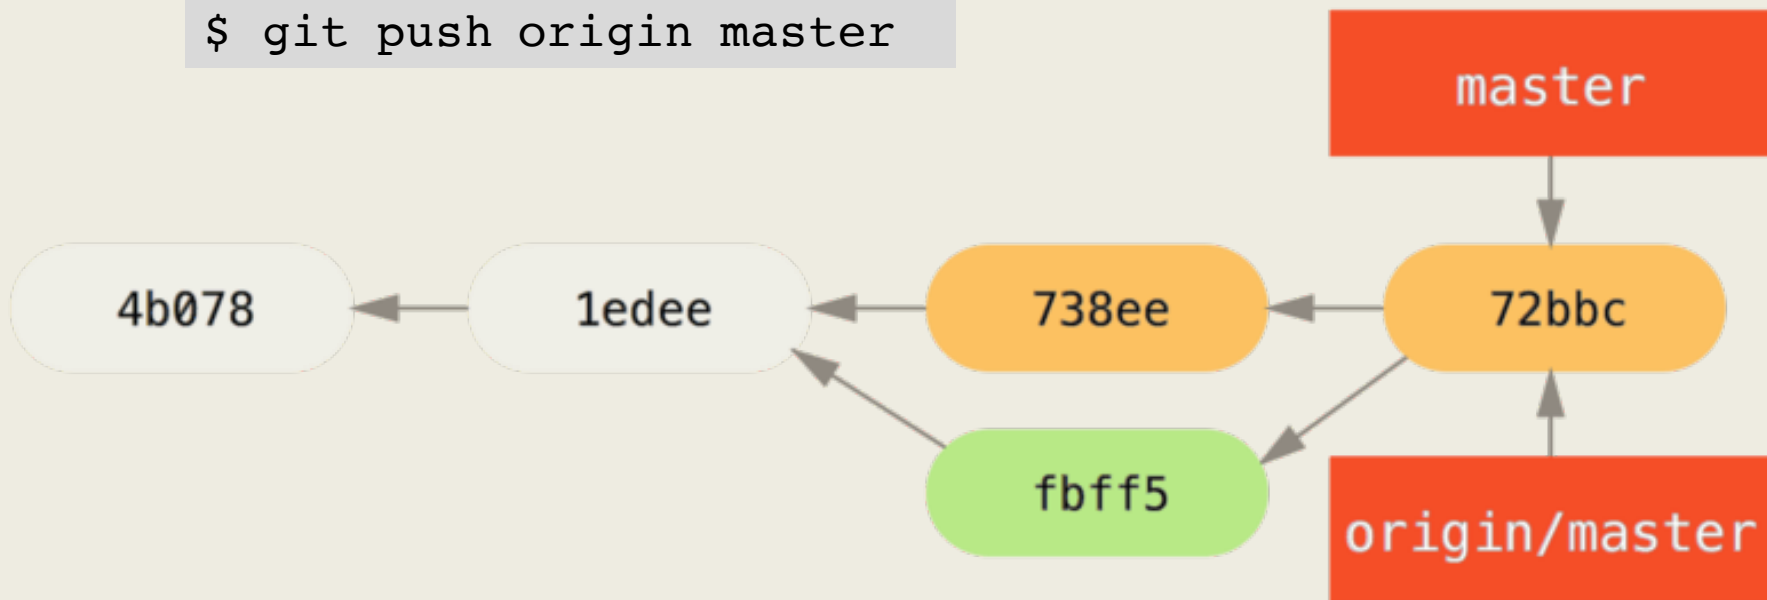 $ git push origin master
master
4b078
1edee
738ee
72bbc
fbff5
origin/master